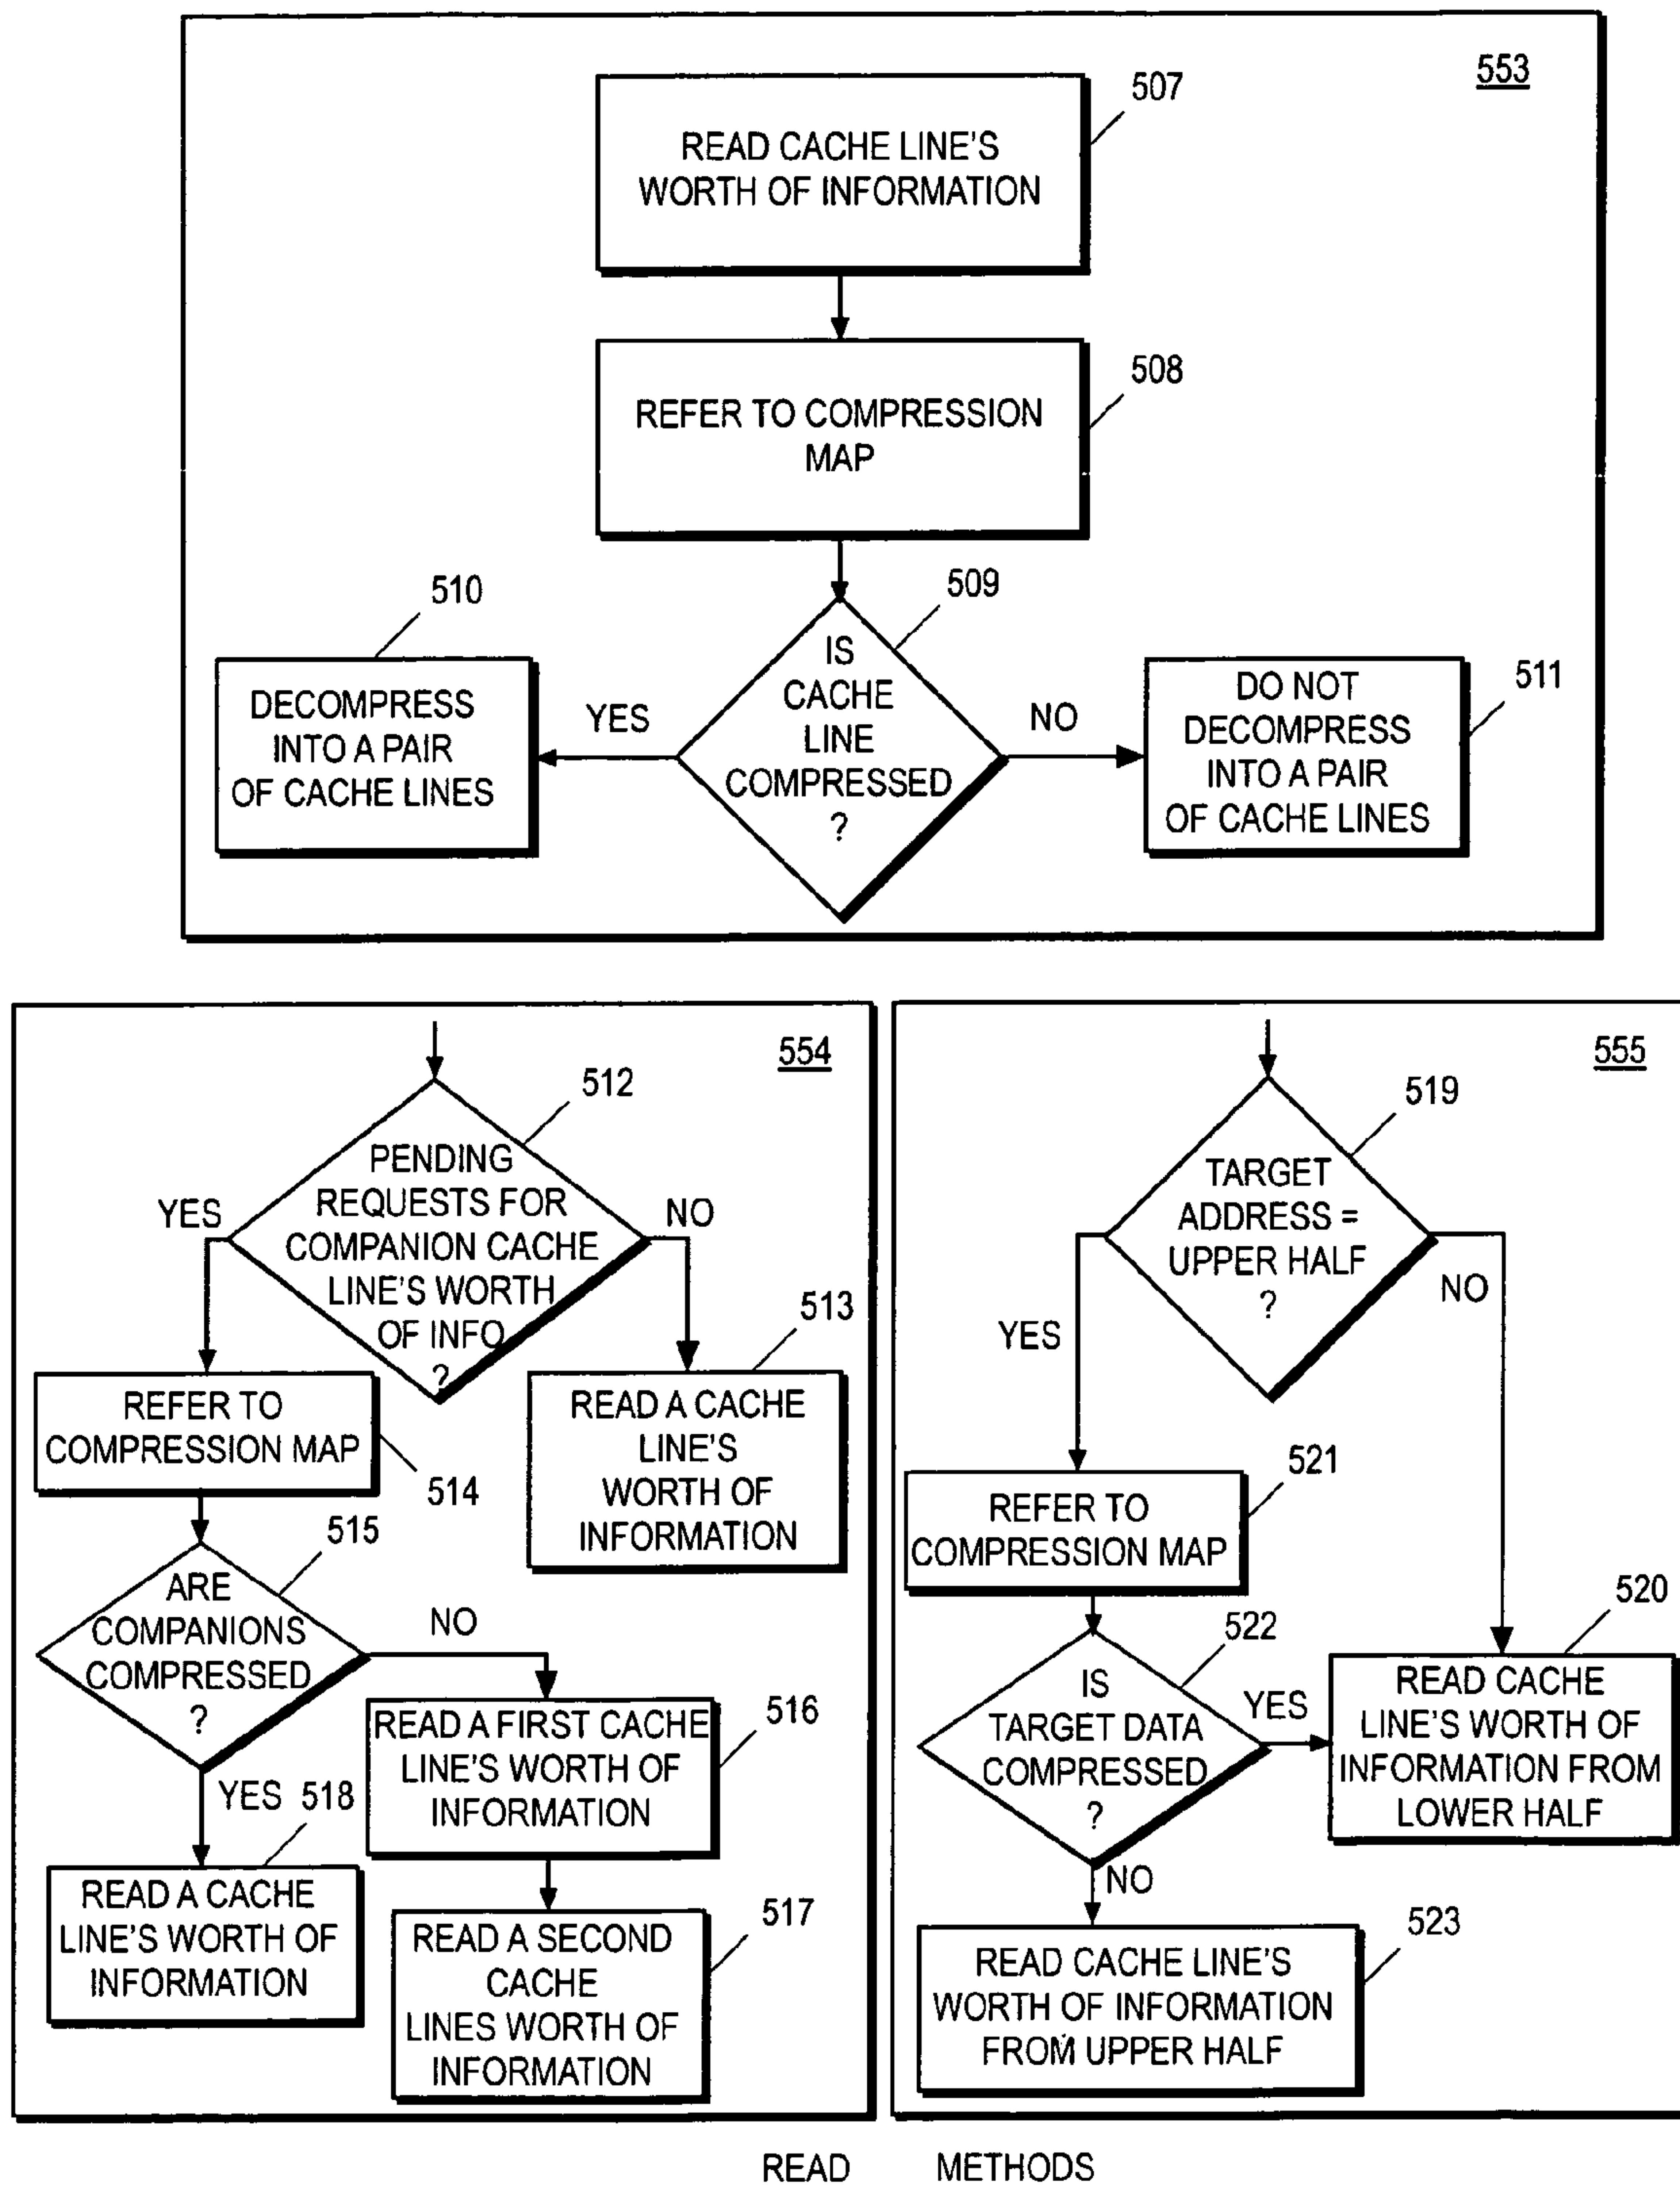 553
507
READ CACHE LINE'S
WORTH OF INFORMATION
508
REFER TO COMPRESSION
MAP
509
IS
CACHE
LINE
COMPRESSED
?
YES
NO
510
DECOMPRESS
INTO A PAIR
OF CACHE LINES
511
DO NOT
DECOMPRESS
INTO A PAIR
OF CACHE LINES
554
512
PENDING
REQUESTS FOR
COMPANION CACHE
LINE'S WORTH
OF INFO
?
YES
NO
513
READ A CACHE
LINE'S
WORTH OF
INFORMATION
REFER TO
COMPRESSION MAP
514
515
ARE
COMPANIONS
COMPRESSED
?
NO
YES
516
READ A FIRST CACHE
LINE'S WORTH OF
INFORMATION
518
READ A CACHE
LINE'S WORTH OF
INFORMATION
517
READ A SECOND
CACHE
LINES WORTH OF
INFORMATION
555
519
TARGET
ADDRESS =
UPPER HALF
?
YES
NO
521
REFER TO
COMPRESSION MAP
522
IS
TARGET DATA
COMPRESSED
?
YES
NO
520
READ CACHE
LINE'S WORTH OF
INFORMATION FROM
LOWER HALF
523
READ CACHE LINE'S
WORTH OF INFORMATION
FROM UPPER HALF
READ METHODS